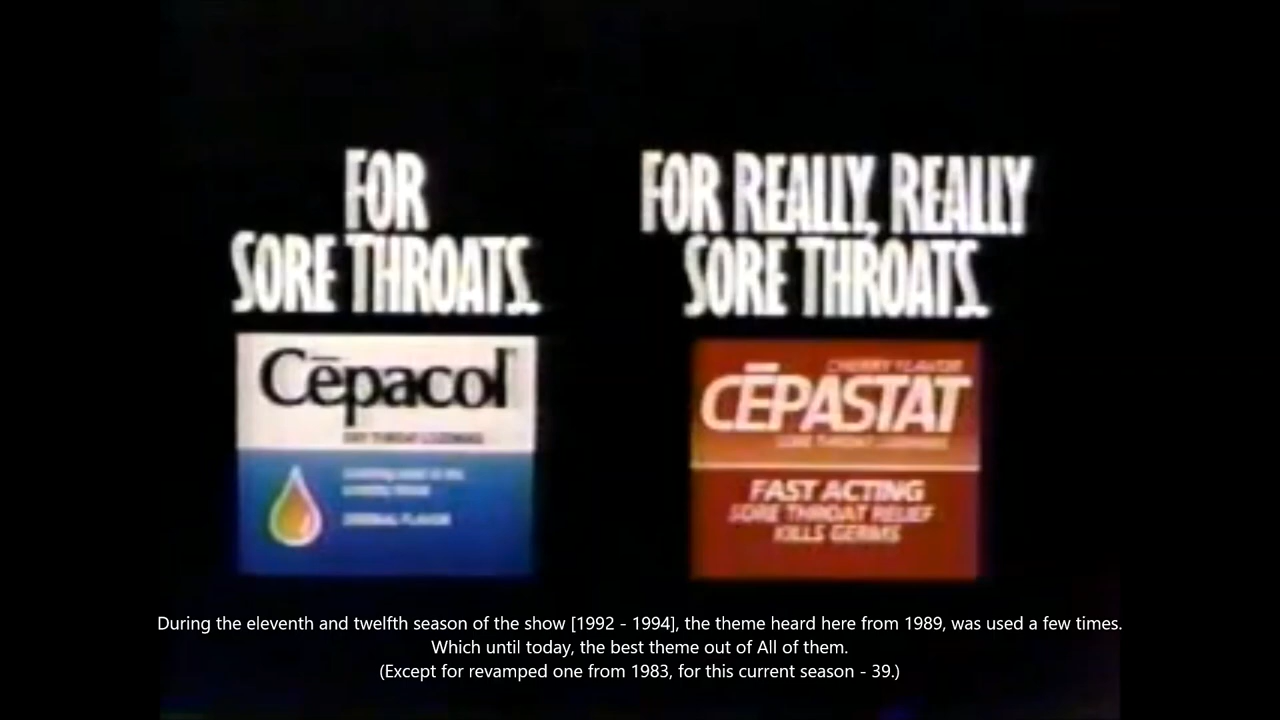 FOR
SORE THROATS.
FOR REALLY, REALLY
SORE THROATS.
Cēpacol
CHERRY FLAVOR
CĒPASTAT
SORE THROAT LOZENGES
FAST ACTING
SORE THROAT RELIEF
KILLS GERMS
During the eleventh and twelfth season of the show [1992 - 1994], the theme heard here from 1989, was used a few times.
Which until today, the best theme out of All of them.
(Except for revamped one from 1983, for this current season - 39.)